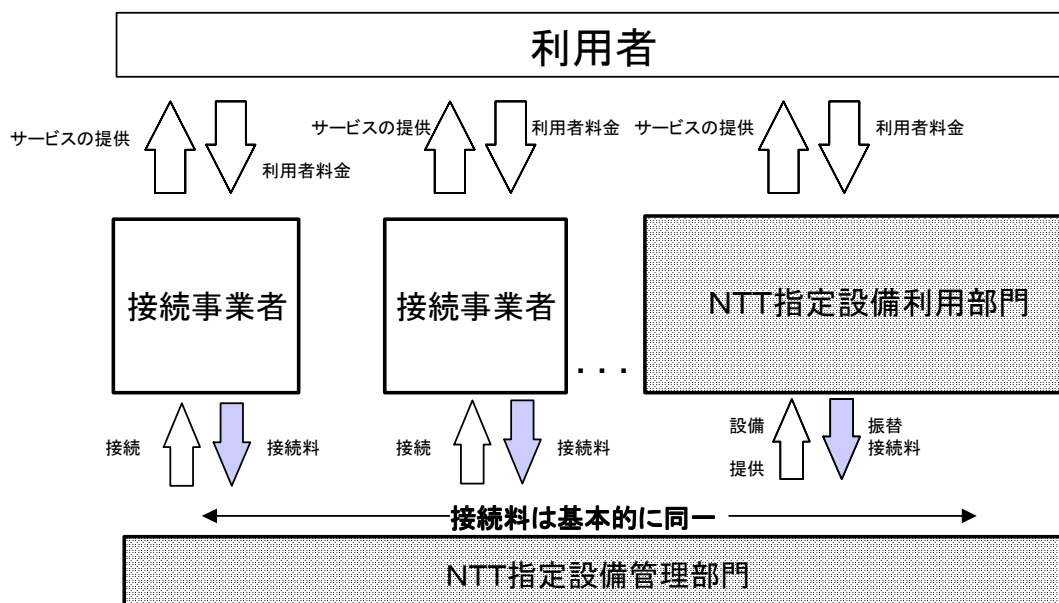 利用者
サービスの提供
利用者料金
サービスの提供
利用者料金
サービスの提供
利用者料金
接続事業者
接続事業者
・・・
NTT指定設備利用部門
接続
接続料
接続
接続料
設備
提供
振替
接続料
接続料は基本的に同一
NTT指定設備管理部門